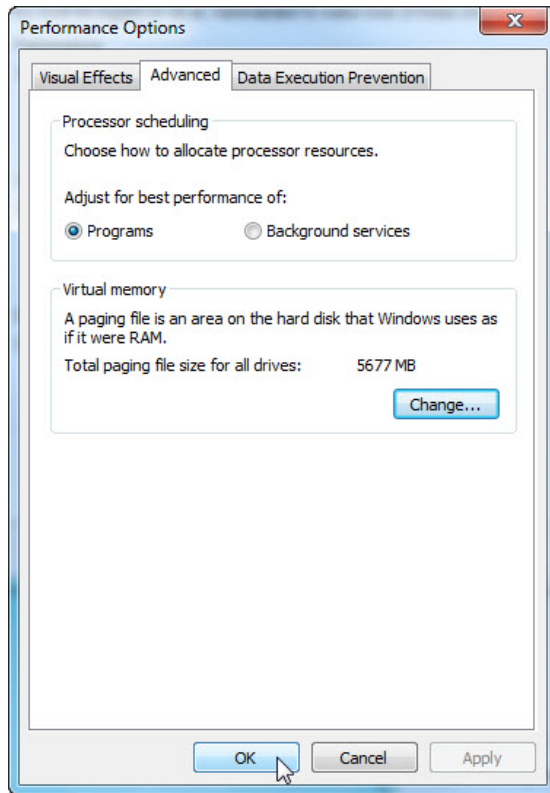 Performance Options
Visual Effects Advanced Data Execution Prevention
Processor scheduling
Choose how to allocate processor resources.
Adjust for best performance of:
Programs Background services
Virtual memory
A paging file is an area on the hard disk that Windows uses as
if it were RAM.
Total paging file size for all drives: 5677 MB
Change...
OK Cancel Apply